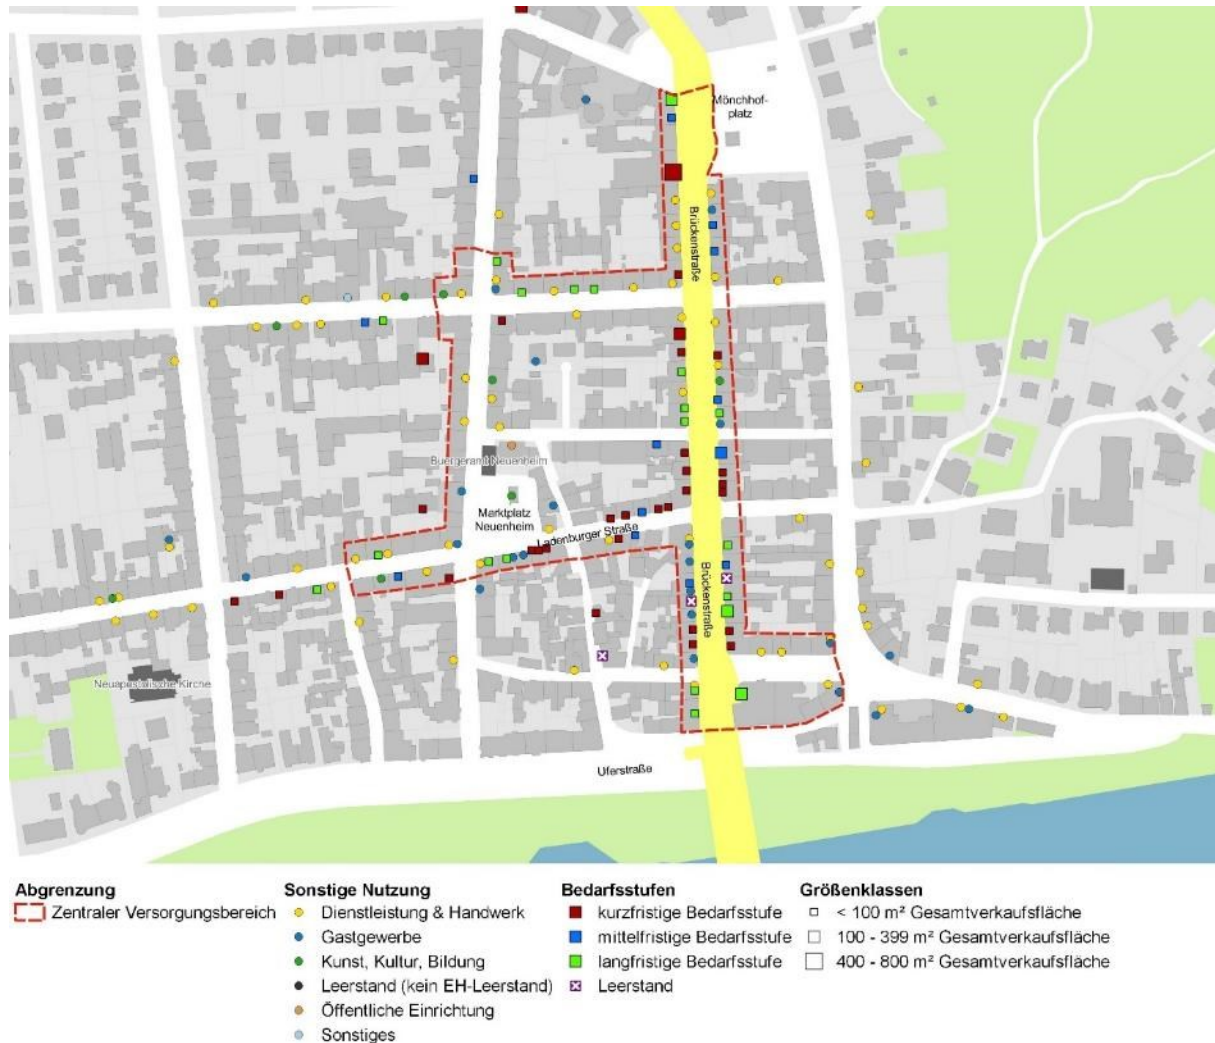 Mönchhof-
platz
Brückenstraße
Buergeramt Neuenheim
Marktplatz
Neuenheim
Ladenburger Straße
Brückenstraße
Neuapostolische Kirche
Uferstraße
Abgrenzung
Zentraler Versorgungsbereich
Sonstige Nutzung
Dienstleistung & Handwerk
Gastgewerbe
Kunst, Kultur, Bildung
Leerstand (kein EH-Leerstand)
Öffentliche Einrichtung
Sonstiges
Bedarfsstufen
kurzfristige Bedarfsstufe
mittelfristige Bedarfsstufe
langfristige Bedarfsstufe
Leerstand
Größenklassen
< 100 m² Gesamtverkaufsfläche
100 - 399 m² Gesamtverkaufsfläche
400 - 800 m² Gesamtverkaufsfläche